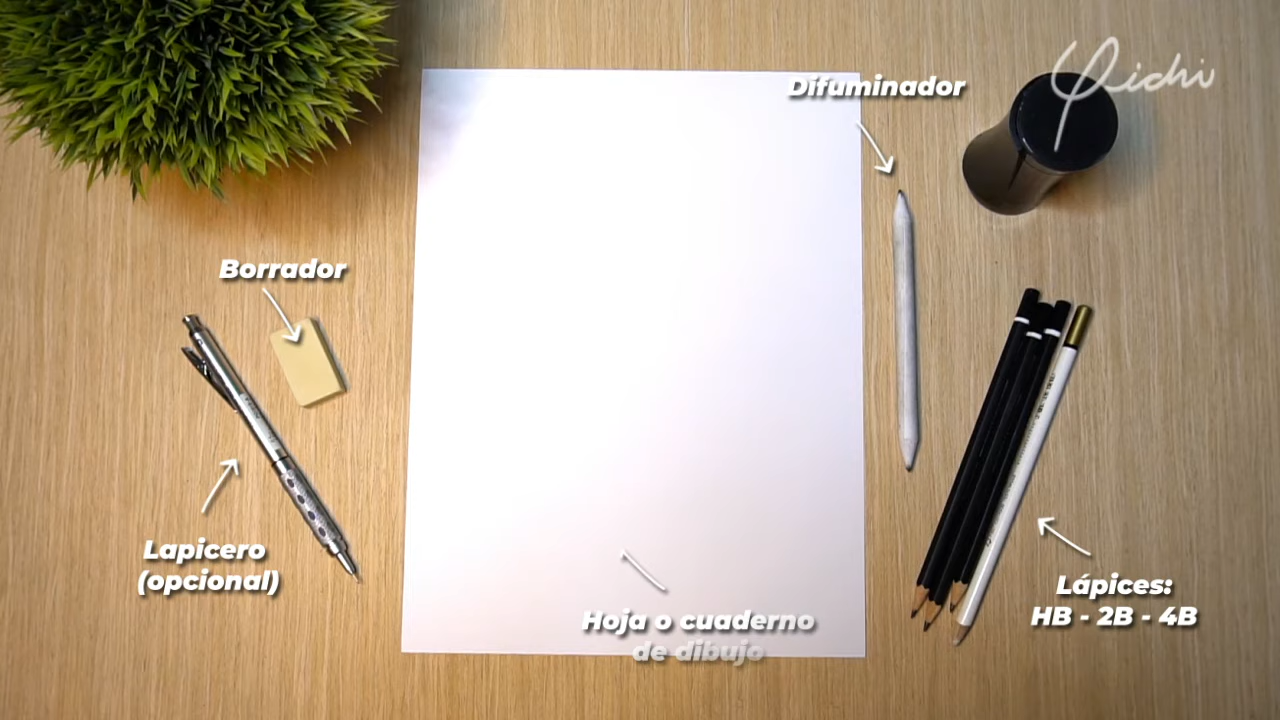 Difuminador
Borrador
Lapicero
(opcional)
Hoja o cuaderno
de dibujo
Lápices:
HB - 2B - 4B